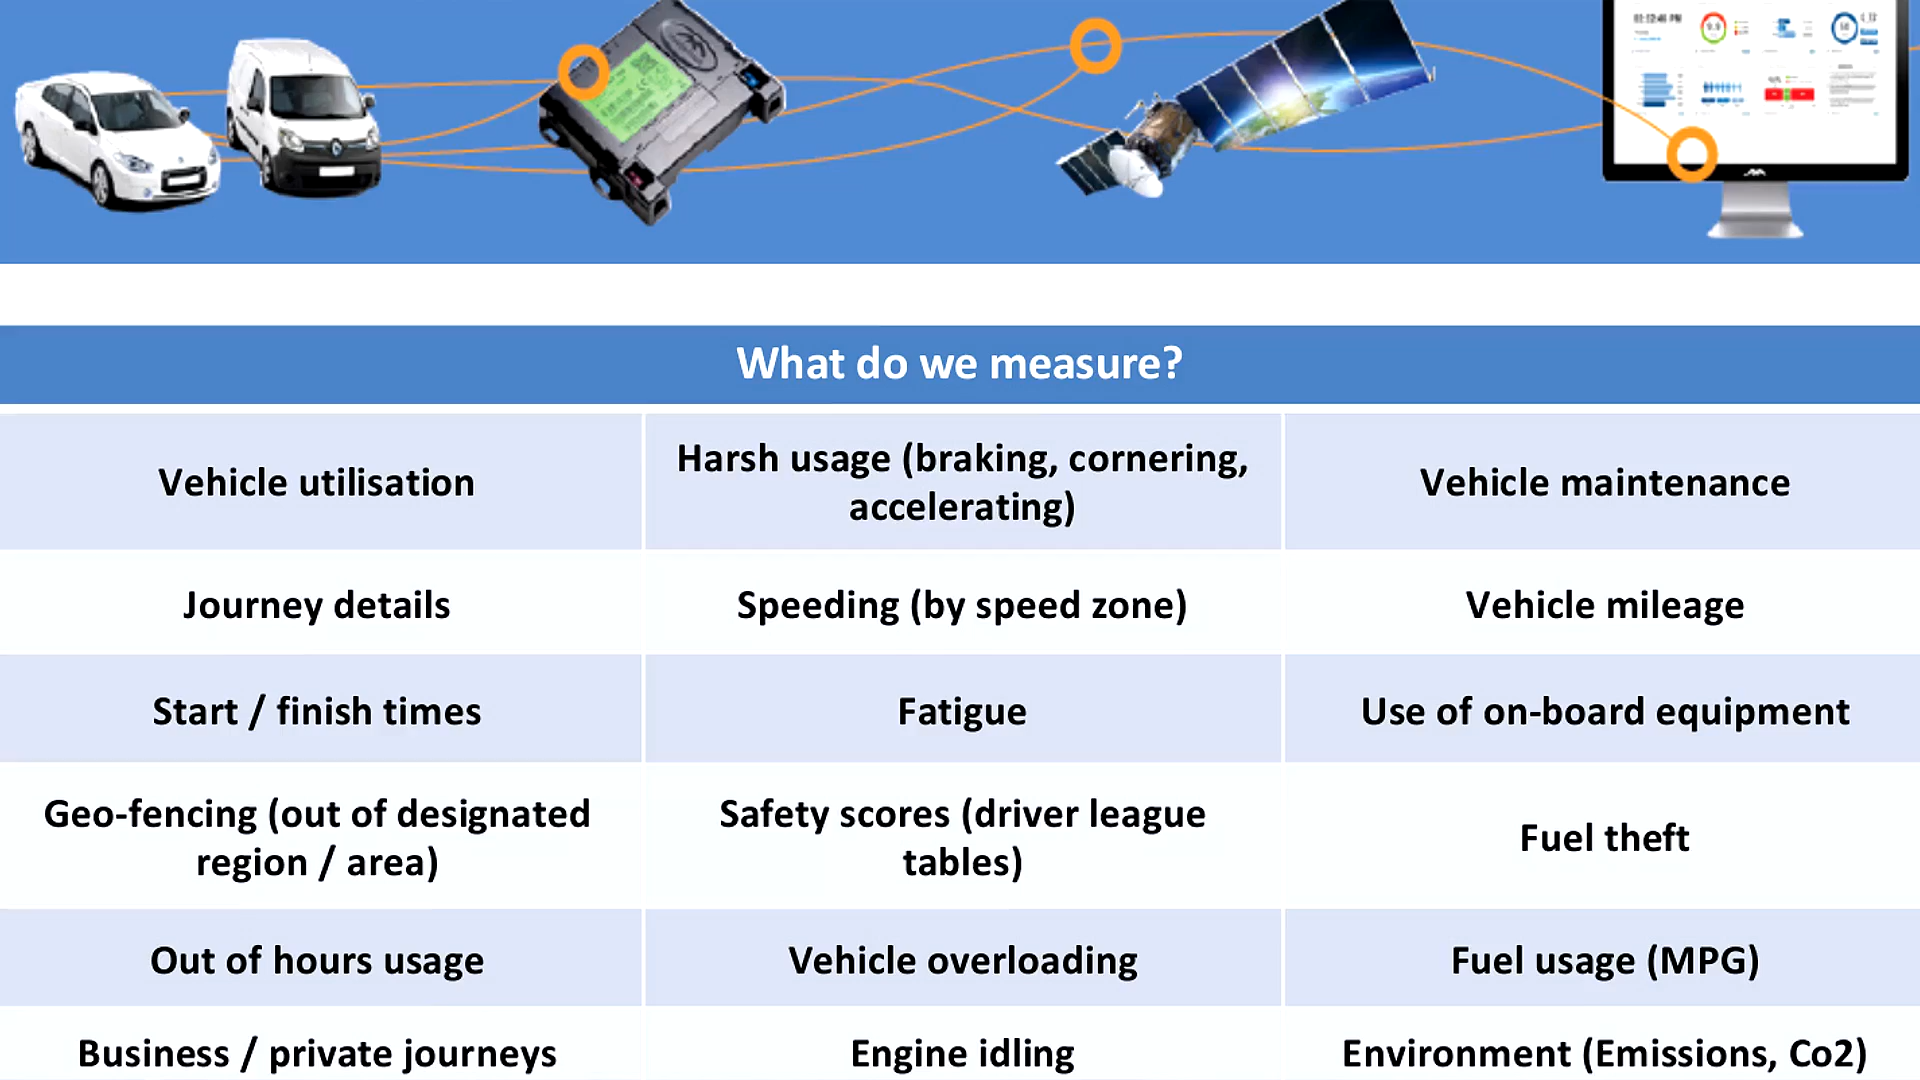 What do we measure?
Vehicle utilisation
Harsh usage (braking, cornering,
accelerating)
Vehicle maintenance
Journey details
Speeding (by speed zone)
Vehicle mileage
Start / finish times
Fatigue
Use of on-board equipment
Geo-fencing (out of designated
region / area)
Safety scores (driver league
tables)
Fuel theft
Out of hours usage
Vehicle overloading
Fuel usage (MPG)
Business / private journeys
Engine idling
Environment (Emissions, Co2)